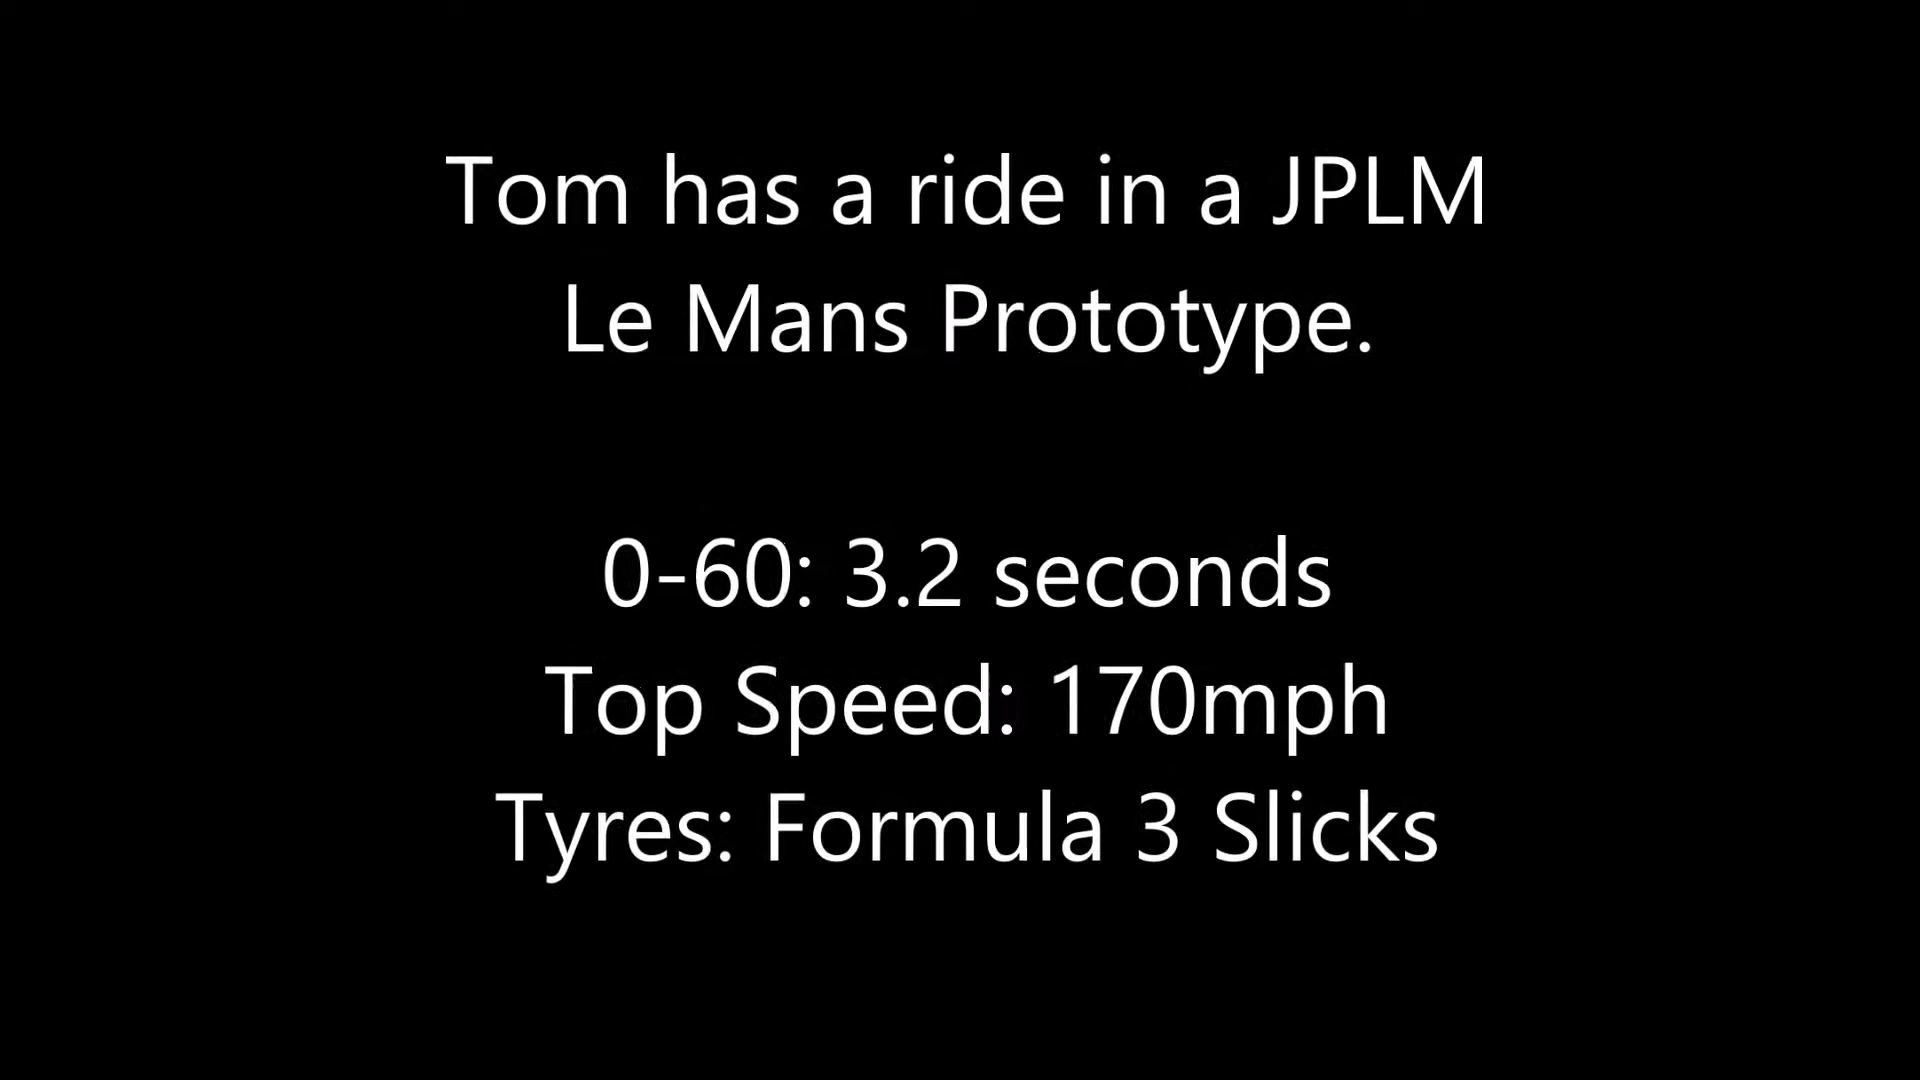 Tom has a ride in a JPLM
Le Mans Prototype.
0-60: 3.2 seconds
Top Speed: 170mph
Tyres: Formula 3 Slicks